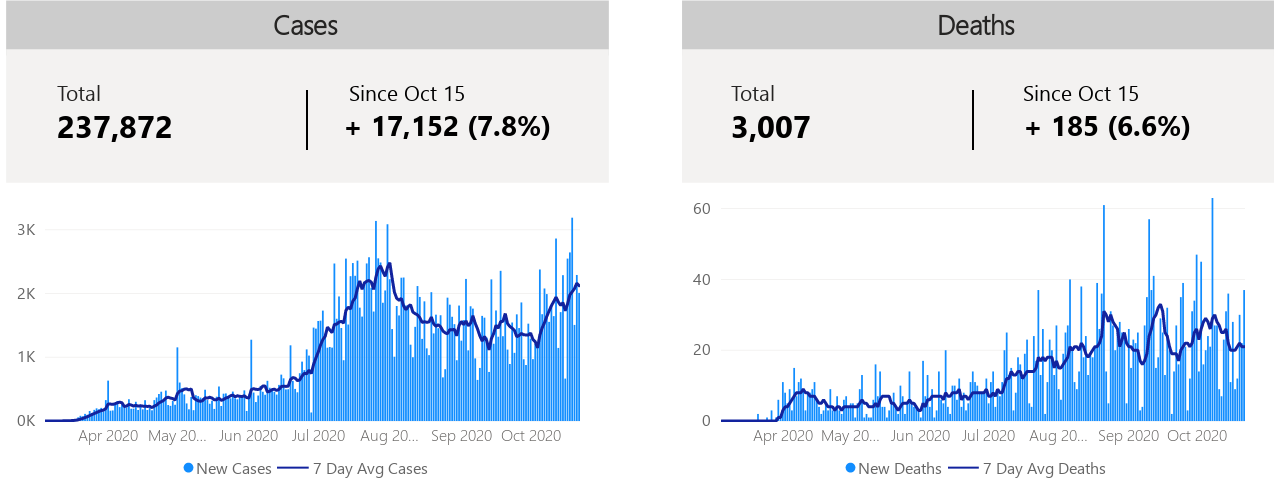 Cases
Total
237,872
Since Oct 15
+ 17,152 (7.8%)
3K
2K
1K
0K
Apr 2020 May 20... Jun 2020 Jul 2020 Aug 20... Sep 2020 Oct 2020
New Cases 7 Day Avg Cases
Deaths
Total
3,007
Since Oct 15
+ 185 (6.6%)
60
40
20
0
Apr 2020 May 20... Jun 2020 Jul 2020 Aug 20... Sep 2020 Oct 2020
New Deaths 7 Day Avg Deaths